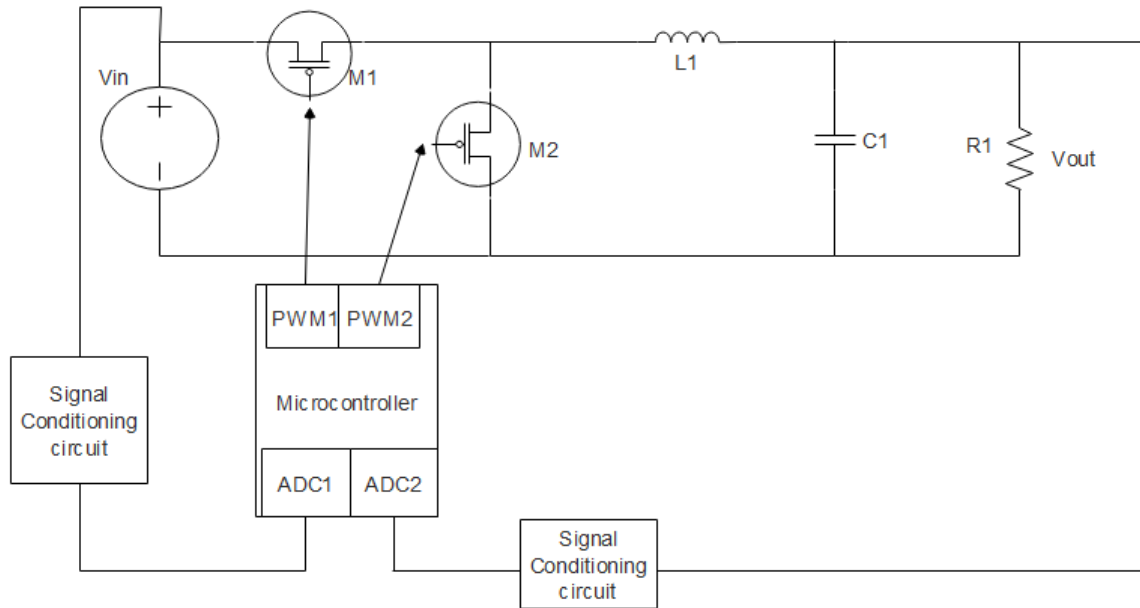 Vin
M1
L1
M2
C1
R1
Vout
PWM1
PWM2
Signal
Conditioning
circuit
Microcontroller
ADC1
ADC2
Signal
Conditioning
circuit